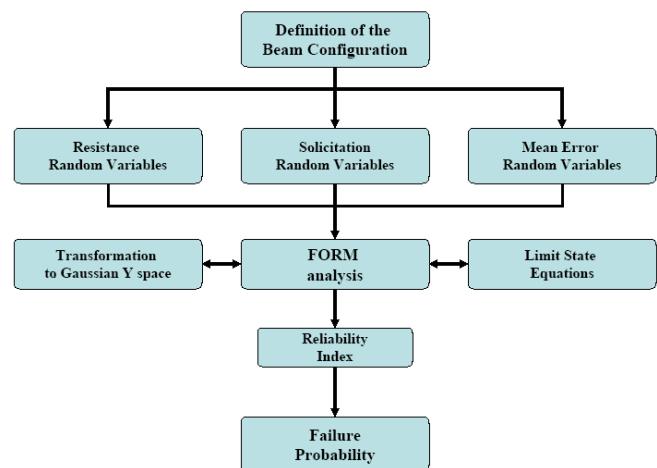 Definition of the
Beam Configuration
Resistance
Random Variables
Solicitation
Random Variables
Mean Error
Random Variables
Transformation
to Gaussian Y space
FORM
analysis
Limit State
Equations
Reliability
Index
Failure
Probability